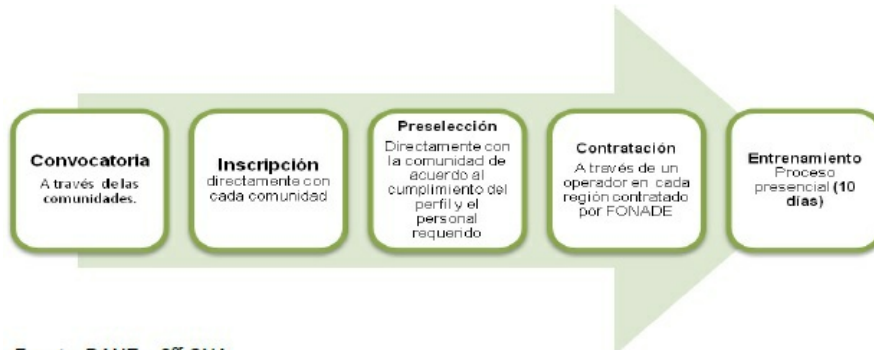 Convocatoria
A través de las
comunidades.
Inscripción
directamente con
cada comunidad
Preselección
Directamente con
la comunidad de
acuerdo al
cumplimiento del
perfil y el
personal
requerido
Contratación
A través de un
operador en cada
región contratado
por FONADE
Entrenamiento
Proceso
presencial (10
días)